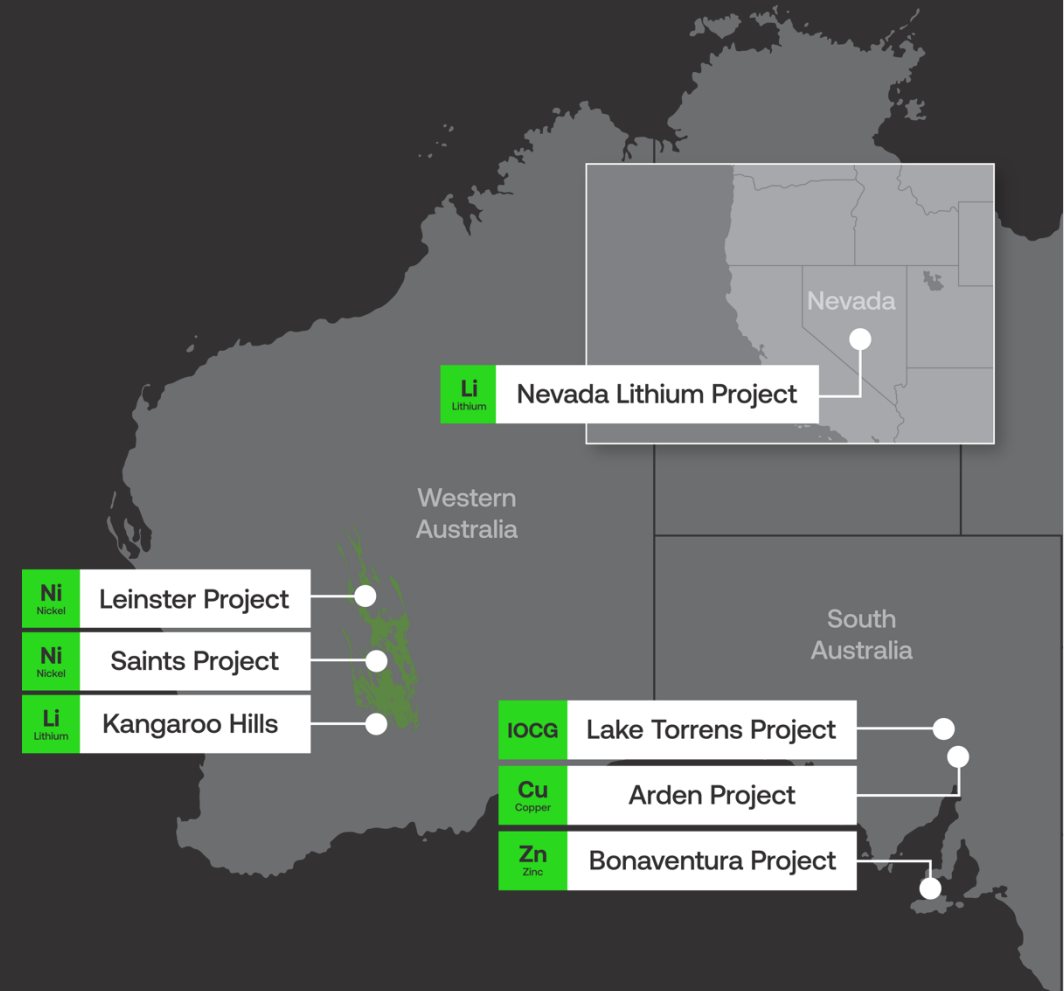 Nevada
Li
Lithium
Nevada Lithium Project
Western
Australia
Ni
Nickel
Leinster Project
Ni
Nickel
Saints Project
Li
Lithium
Kangaroo Hills
South
Australia
IOCG
Lake Torrens Project
Cu
Copper
Arden Project
Zn
Zinc
Bonaventura Project